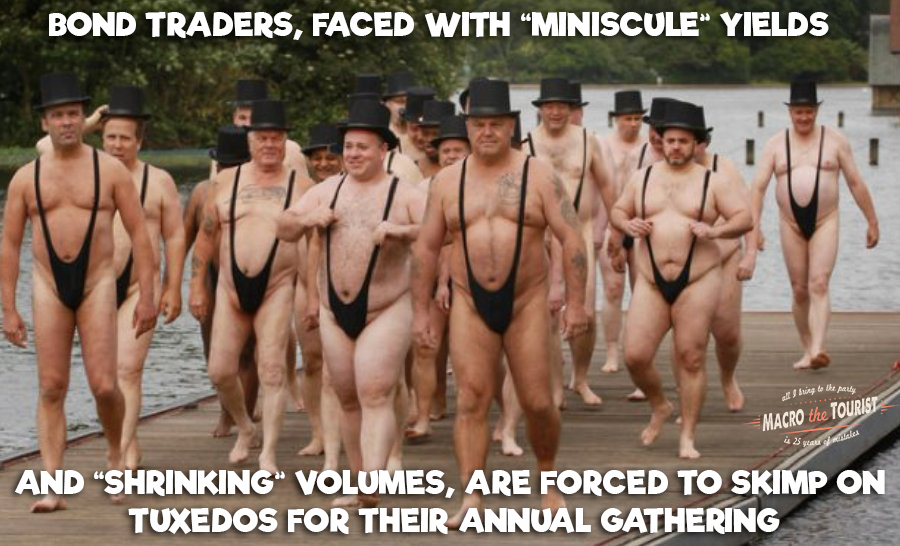 BOND TRADERS, FACED WITH "MINISCULE" YIELDS
all I bring to the party
MACRO the TOURIST
is 25 years of mistakes
AND "SHRINKING" VOLUMES, ARE FORCED TO SKIMP ON
TUXEDOS FOR THEIR ANNUAL GATHERING